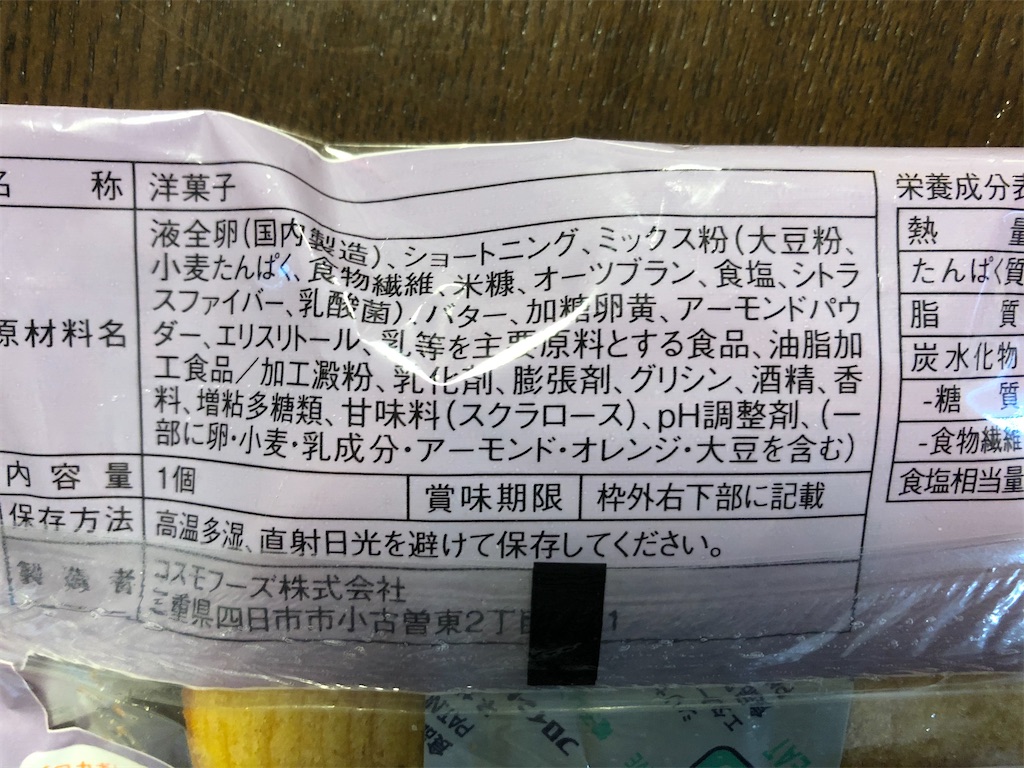 名称 洋菓子
原材料名
液全卵(国内製造)、ショートニング、ミックス粉(大豆粉、
小麦たんぱく、食物繊維、米糠、オーツブラン、食塩、シトラ
スファイバー、乳酸菌)、バター、加糖卵黄、アーモンドパウ
ダー、エリスリトール、乳等を主要原料とする食品、油脂加
工食品/加工澱粉、乳化剤、膨張剤、グリシン、酒精、香
料、増粘多糖類、甘味料(スクラロース)、pH調整剤、(一
部に卵・小麦・乳成分・アーモンド・オレンジ・大豆を含む)
内容量 1個 賞味期限 枠外右下部に記載
保存方法 高温多湿、直射日光を避けて保存してください。
製造者 コスモフーズ株式会社
三重県四日市市小古曽東2丁目 1
栄養成分表
熱量
たんぱく質
脂質
炭水化物
-糖質
-食物繊維
食塩相当量